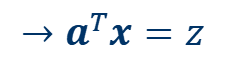 → 𝒂ᵀ𝒙 = z